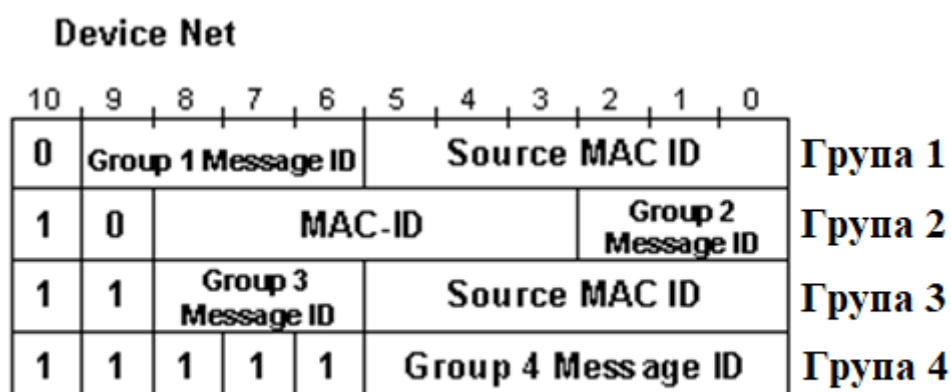 Device Net
10 9 8 7 6 5 4 3 2 1 0
0 Group 1 Message ID Source MAC ID Група 1
1 0 MAC-ID Group 2 Message ID Група 2
1 1 Group 3 Message ID Source MAC ID Група 3
1 1 1 1 1 Group 4 Message ID Група 4